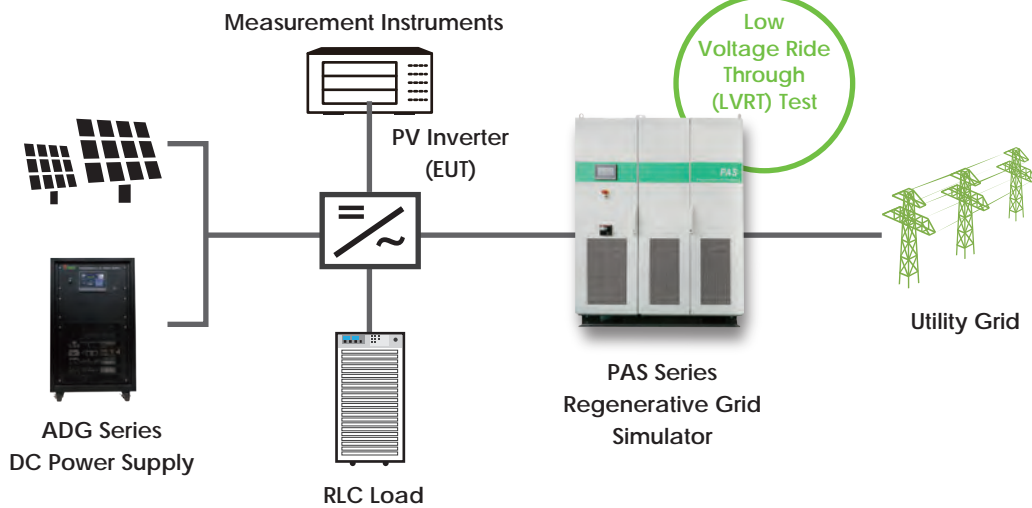 Measurement Instruments
Low
Voltage Ride
Through
(LVRT) Test
PV Inverter
(EUT)
PAS
Utility Grid
PAS Series
Regenerative Grid
Simulator
ADG Series
DC Power Supply
RLC Load